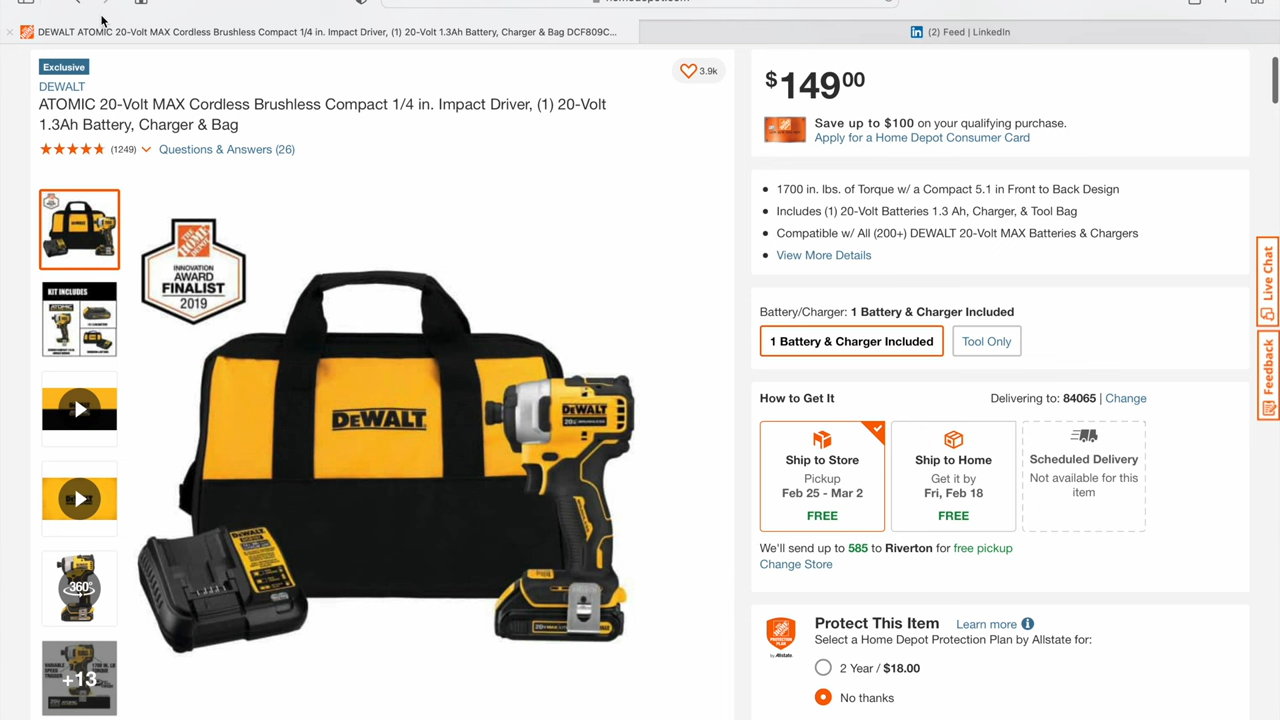 DEWALT ATOMIC 20-Volt MAX Cordless Brushless Compact 1/4 in. Impact Driver, (1) 20-Volt 1.3Ah Battery, Charger & Bag DCF809C...
(2) Feed | LinkedIn
Exclusive
3.9k
DEWALT
ATOMIC 20-Volt MAX Cordless Brushless Compact 1/4 in. Impact Driver, (1) 20-Volt
1.3Ah Battery, Charger & Bag
(1249)
Questions & Answers (26)
KIT INCLUDES
360°
+13
THE HOME DEPOT
INNOVATION
AWARD
FINALIST
2019
DEWALT
DEWALT
DEWALT
$14900
Save up to $100 on your qualifying purchase.
Apply for a Home Depot Consumer Card
1700 in. lbs. of Torque w/ a Compact 5.1 in Front to Back Design
Includes (1) 20-Volt Batteries 1.3 Ah, Charger, & Tool Bag
Compatible w/ All (200+) DEWALT 20-Volt MAX Batteries & Chargers
View More Details
Battery/Charger: 1 Battery & Charger Included
1 Battery & Charger Included
Tool Only
How to Get It
Delivering to: 84065 | Change
Ship to Store
Pickup
Feb 25 - Mar 2
FREE
Ship to Home
Get it by
Fri, Feb 18
FREE
Scheduled Delivery
Not available for this
item
We'll send up to 585 to Riverton for free pickup
Change Store
Protect This Item
Learn more
Select a Home Depot Protection Plan by Allstate for:
2 Year / $18.00
No thanks
Live Chat
Feedback